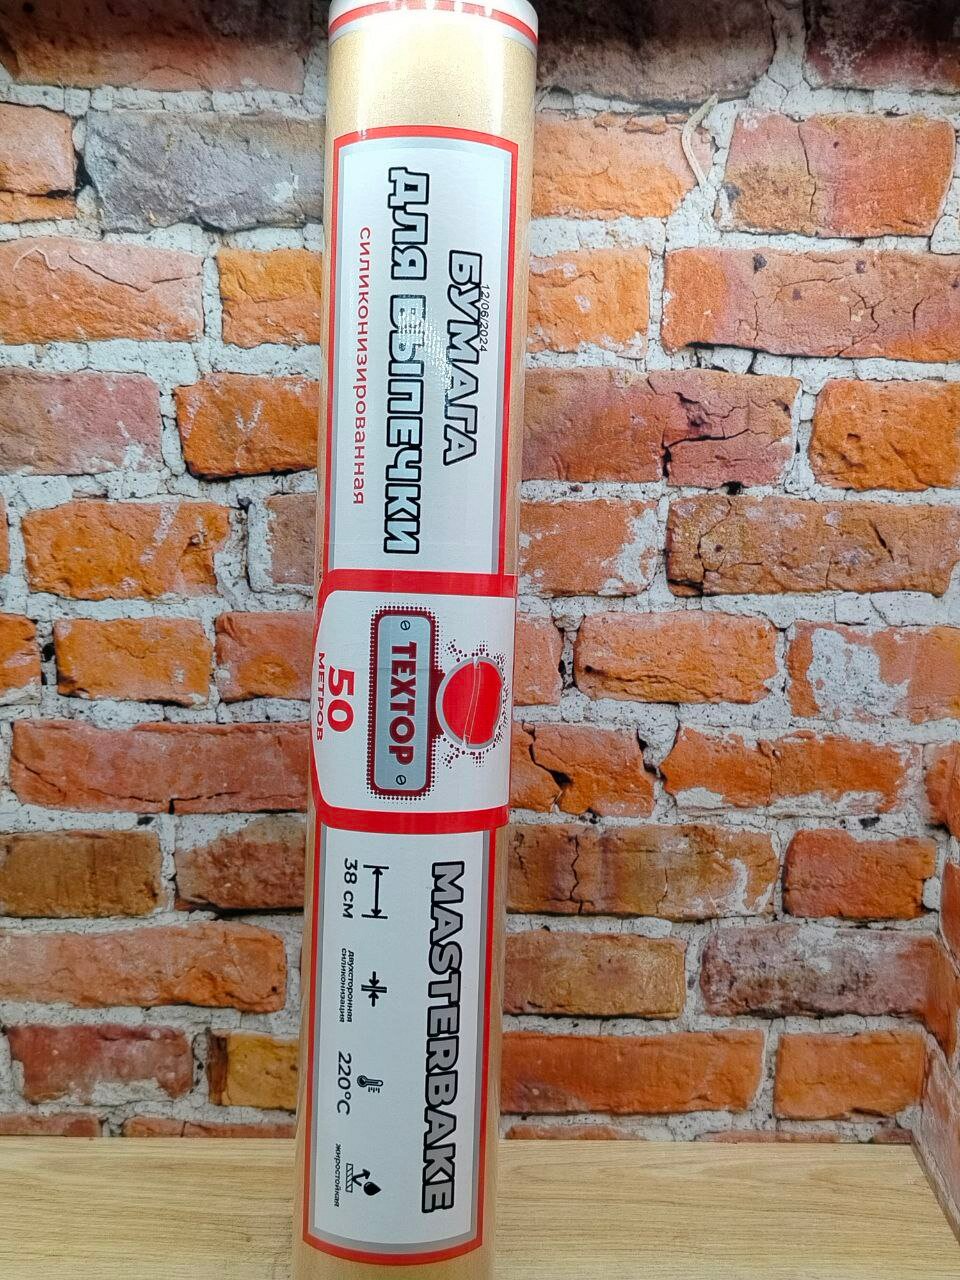 БУМАГА
12/06/2024
ДЛЯ ВЫПЕЧКИ
силиконизированная
ТЕХТОР
50
МЕТРОВ
MASTERBAKE
38 см
двухсторонняя
силиконизация
220°C
жиростойкая